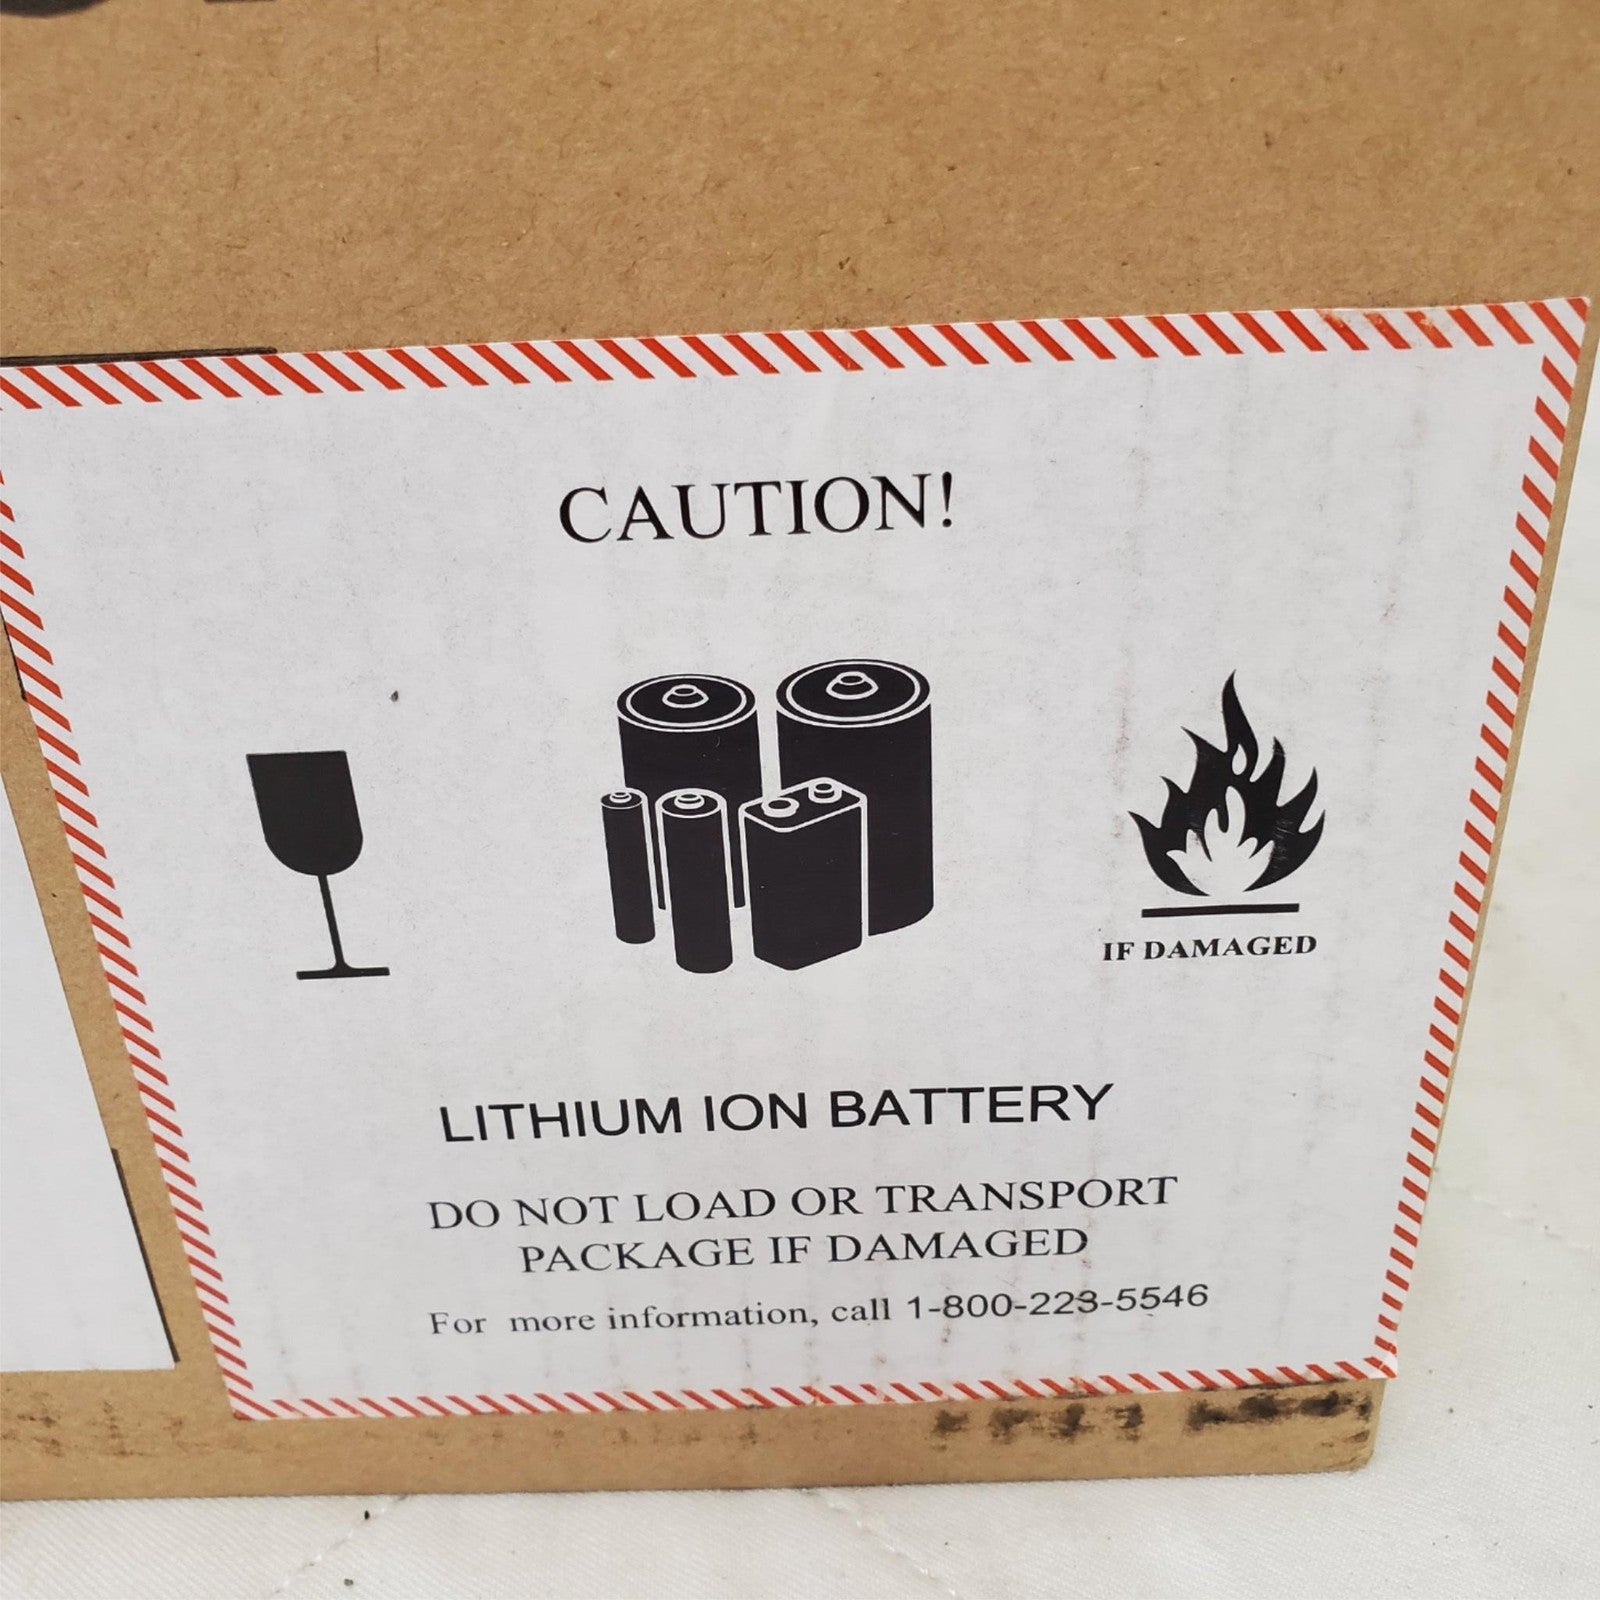 CAUTION!
IF DAMAGED
LITHIUM ION BATTERY
DO NOT LOAD OR TRANSPORT
PACKAGE IF DAMAGED
For more information, call 1-800-223-5546